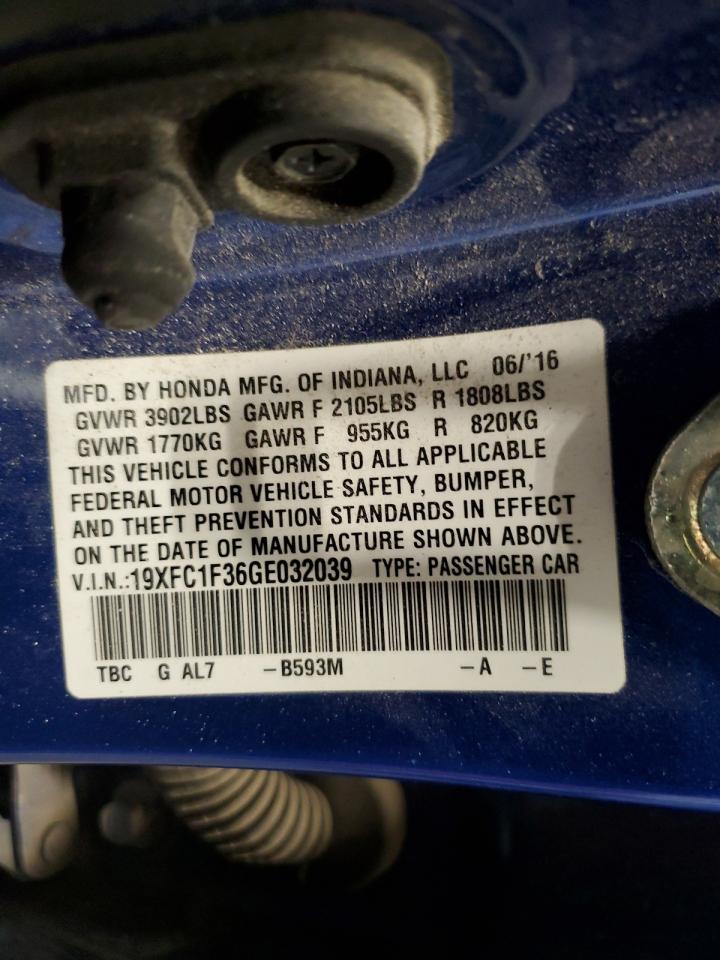 MFD. BY HONDA MFG. OF INDIANA, LLC 06/'16
GVWR 3902LBS GAWR F 2105LBS R 1808LBS
GVWR 1770KG GAWR F 955KG R 820KG
THIS VEHICLE CONFORMS TO ALL APPLICABLE
FEDERAL MOTOR VEHICLE SAFETY, BUMPER,
AND THEFT PREVENTION STANDARDS IN EFFECT
ON THE DATE OF MANUFACTURE SHOWN ABOVE.
V.I.N.:19XFC1F36GE032039 TYPE: PASSENGER CAR
TBC G AL7 -B593M -A -E